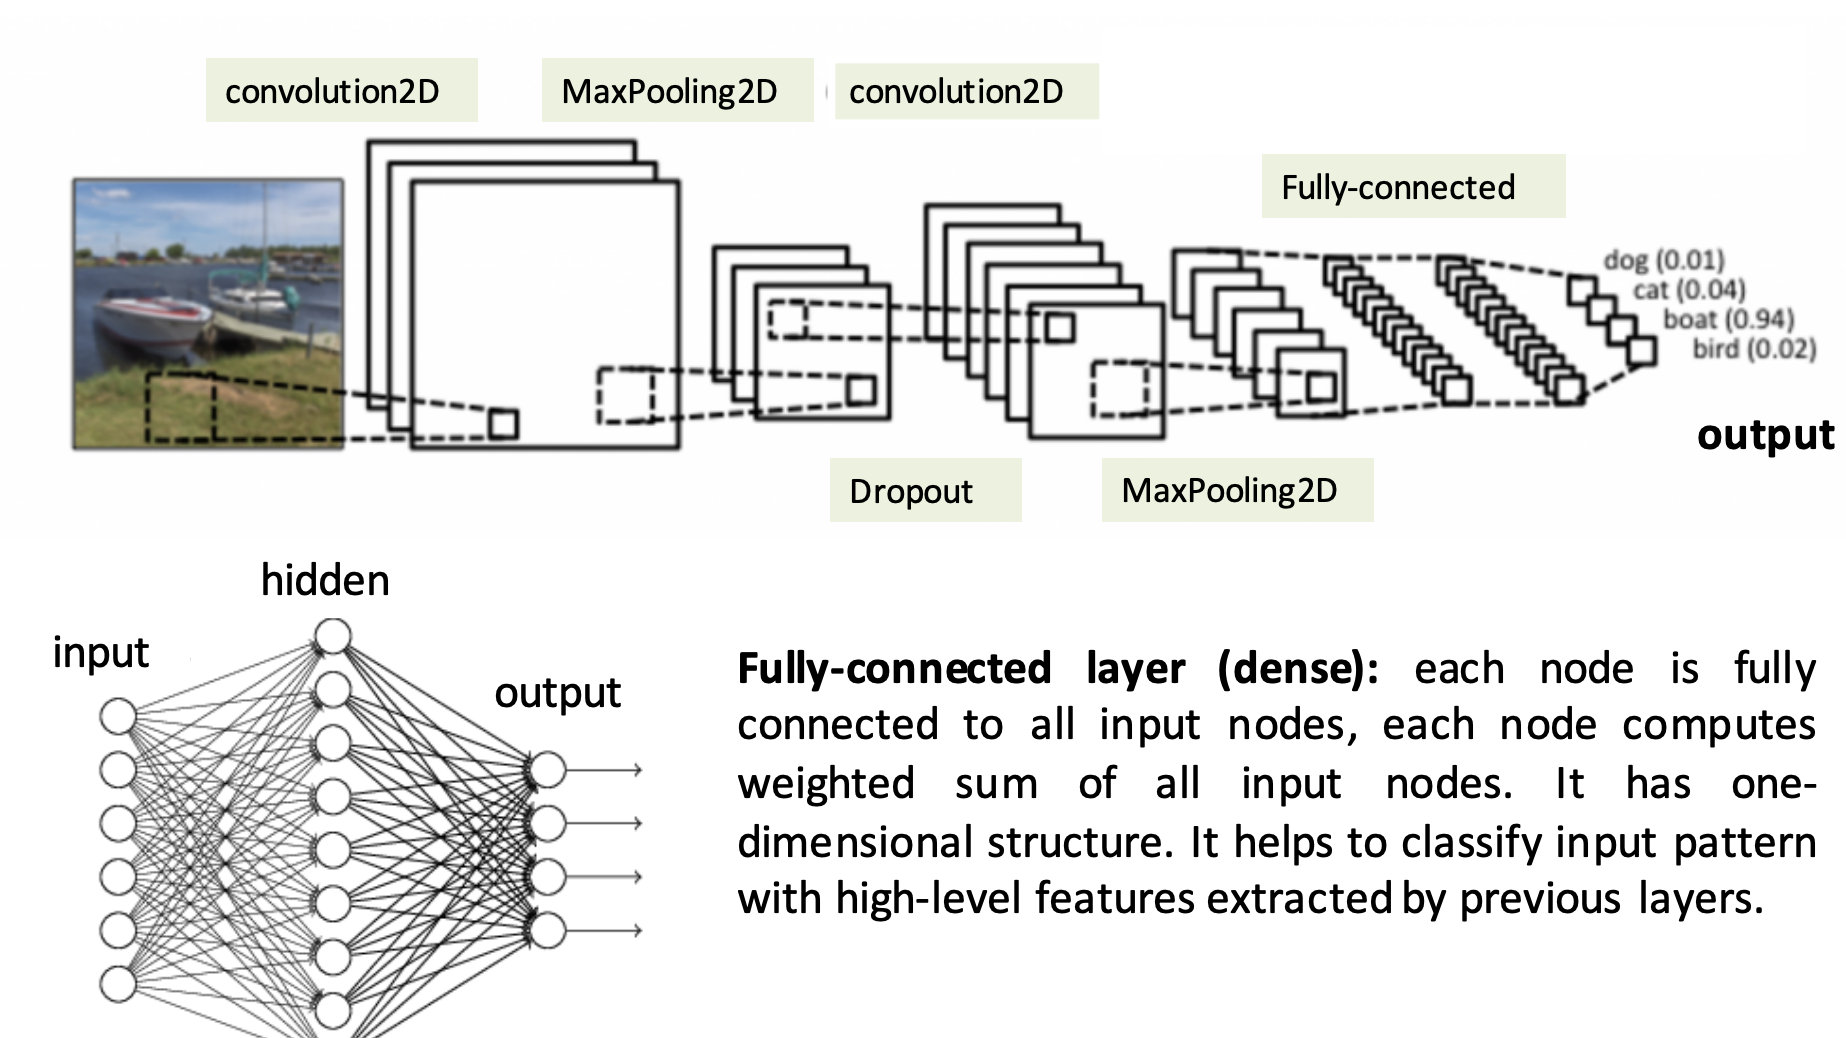 convolution2D
MaxPooling2D
convolution2D
Fully-connected
dog (0.01)
cat (0.04)
boat (0.94)
bird (0.02)
output
Dropout
MaxPooling2D
hidden
input
output
Fully-connected layer (dense): each node is fully
connected to all input nodes, each node computes
weighted sum of all input nodes. It has one-
dimensional structure. It helps to classify input pattern
with high-level features extracted by previous layers.